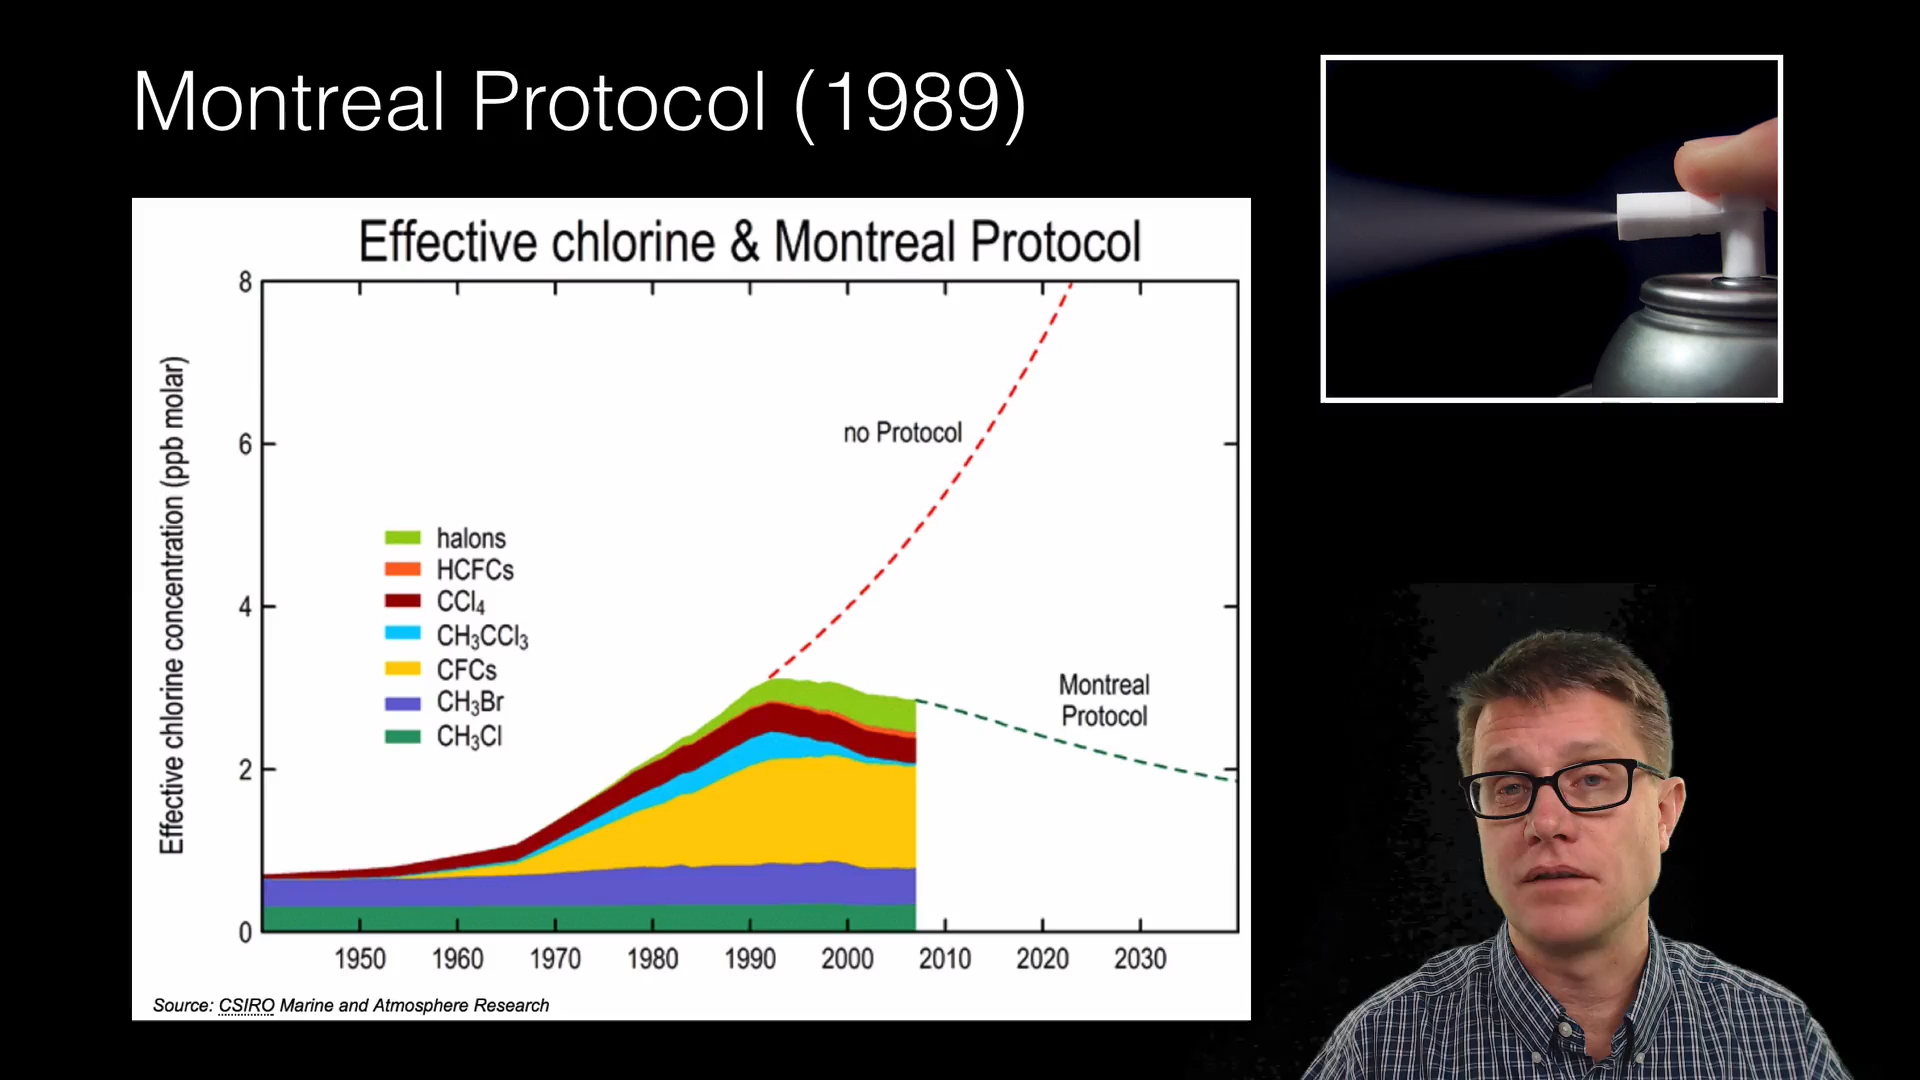 Montreal Protocol (1989)
Effective chlorine & Montreal Protocol
Effective chlorine concentration (ppb molar)
8
6
4
2
0
no Protocol
halons
HCFCs
CCl₄
CH₃CCl₃
CFCs
CH₃Br
CH₃Cl
Montreal
Protocol
1950 1960 1970 1980 1990 2000 2010 2020 2030
Source: CSIRO Marine and Atmosphere Research